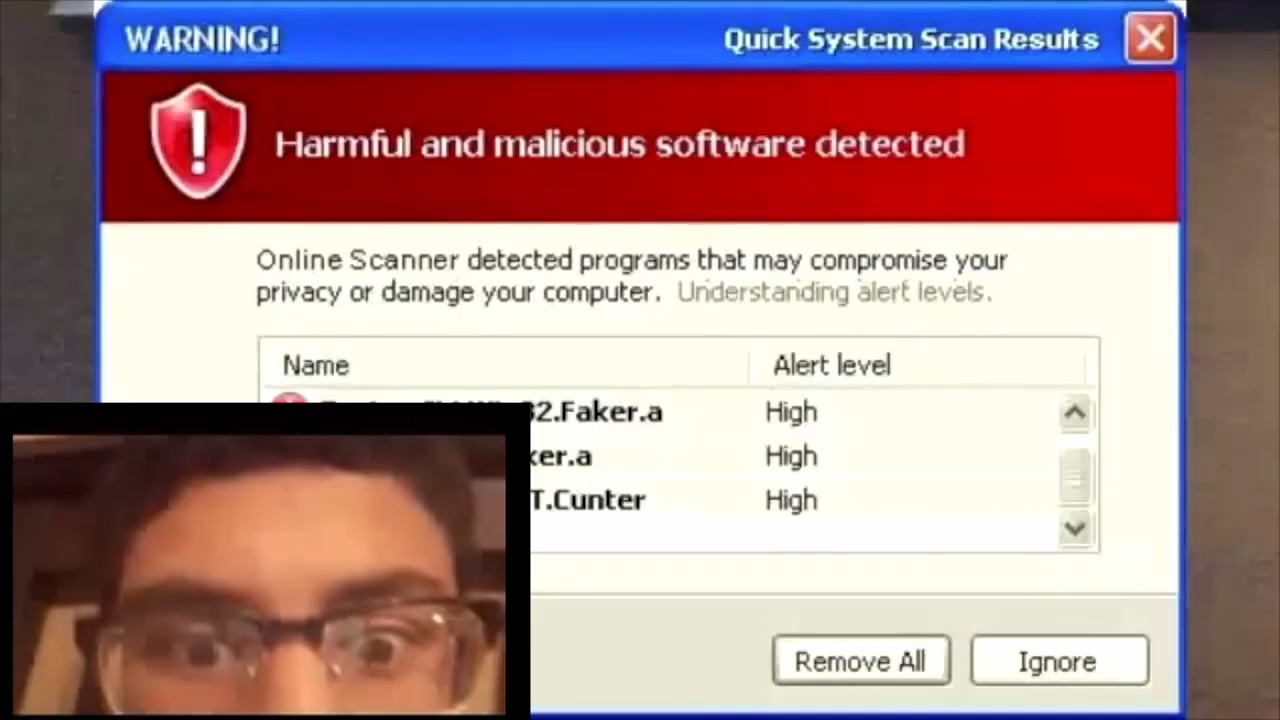 WARNING! Quick System Scan Results
Harmful and malicious software detected
Online Scanner detected programs that may compromise your
privacy or damage your computer. Understanding alert levels.
Name Alert level
32.Faker.a High
ker.a High
T.Cunter High
Remove All Ignore